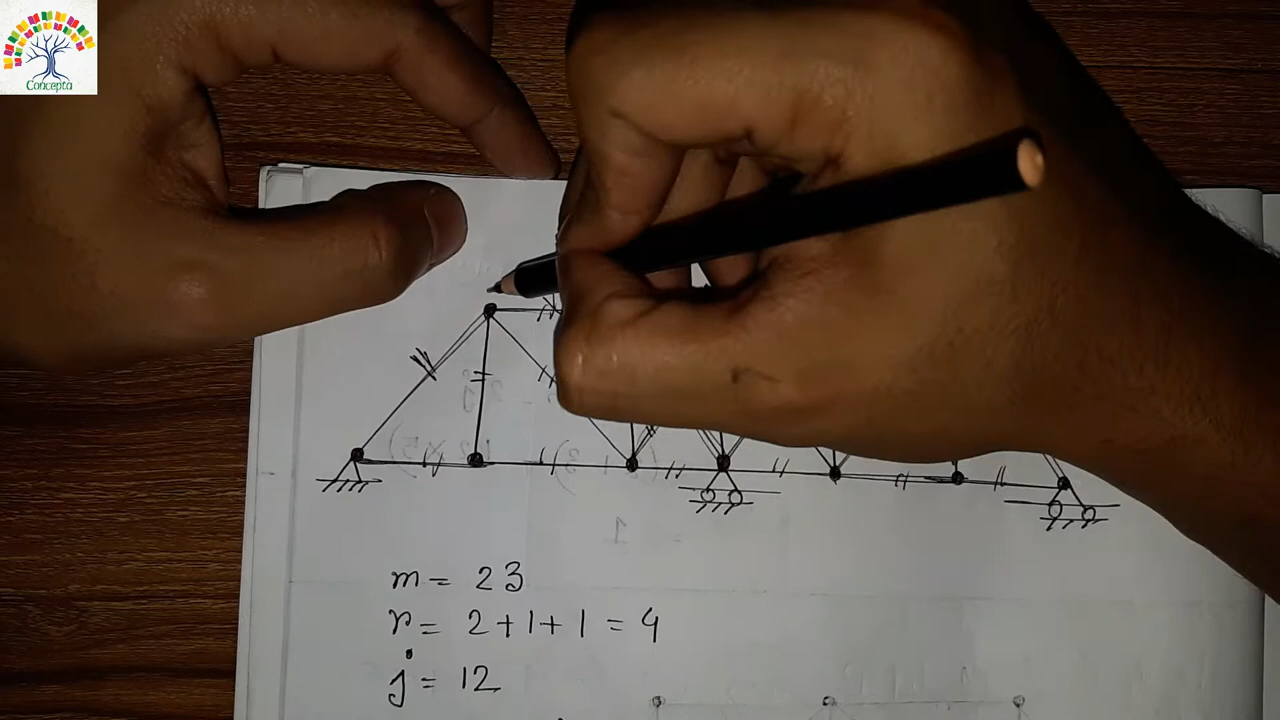 Concepta
m = 23
r = 2+1+1 = 4
j = 12